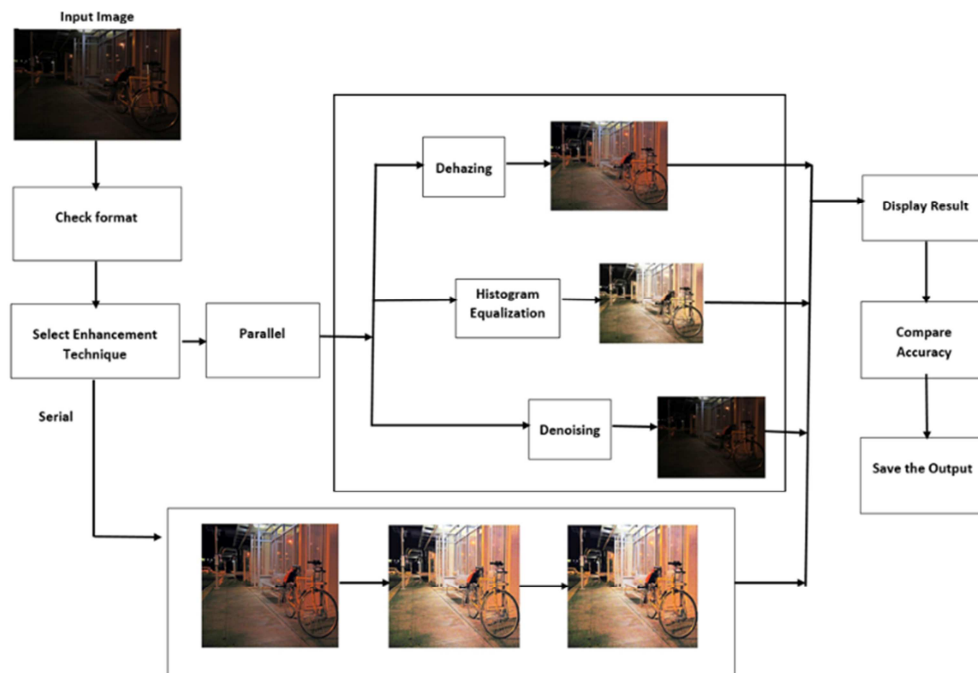 Input Image
Check format
Select Enhancement
Technique
Serial
Parallel
Dehazing
Histogram
Equalization
Denoising
Display Result
Compare
Accuracy
Save the Output